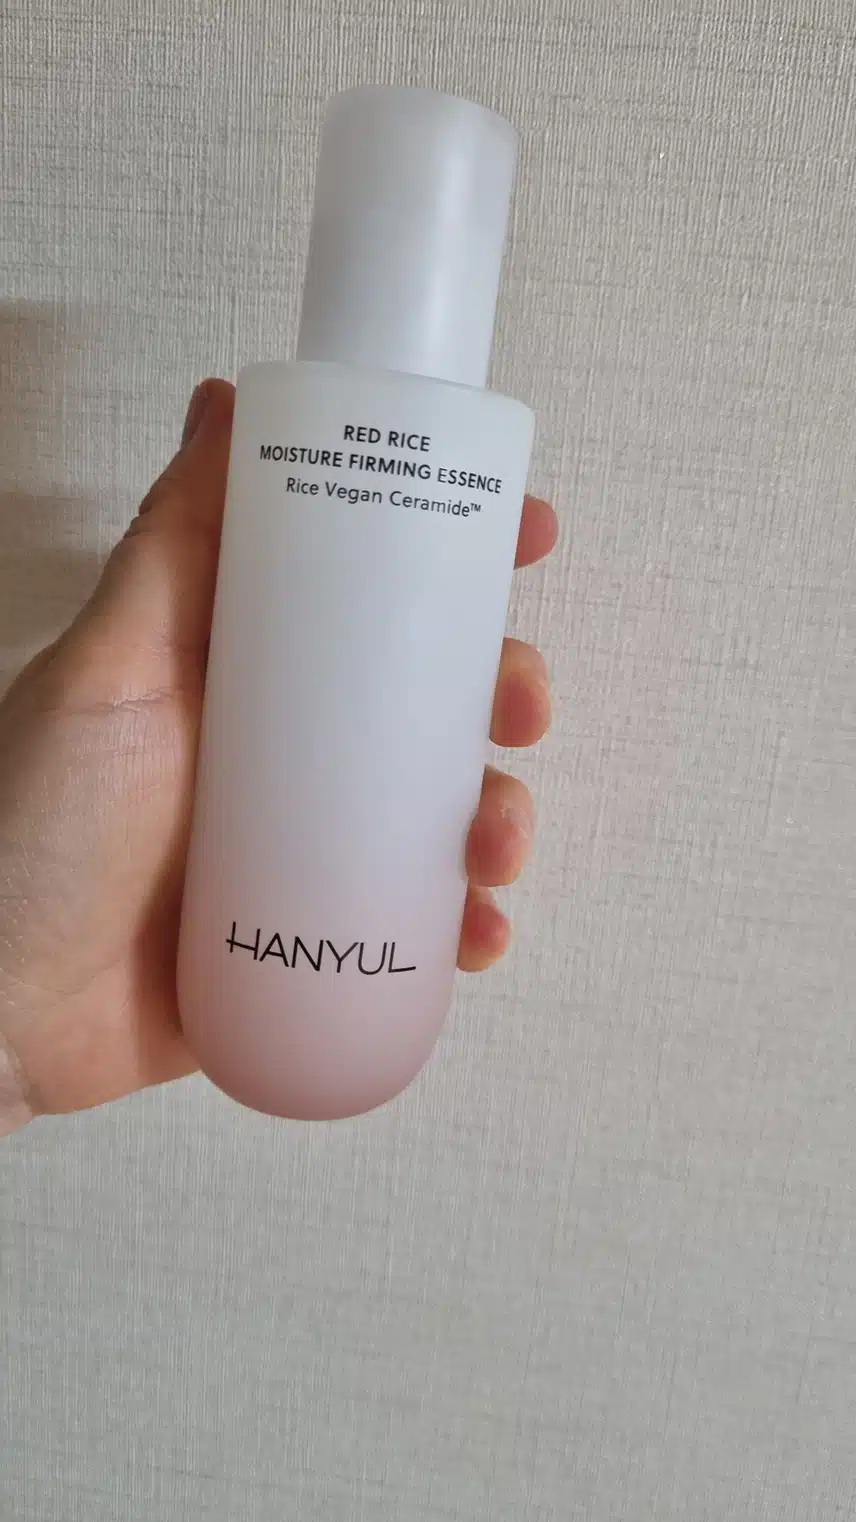 RED RICE
MOISTURE FIRMING ESSENCE
Rice Vegan Ceramide™
HANYUL